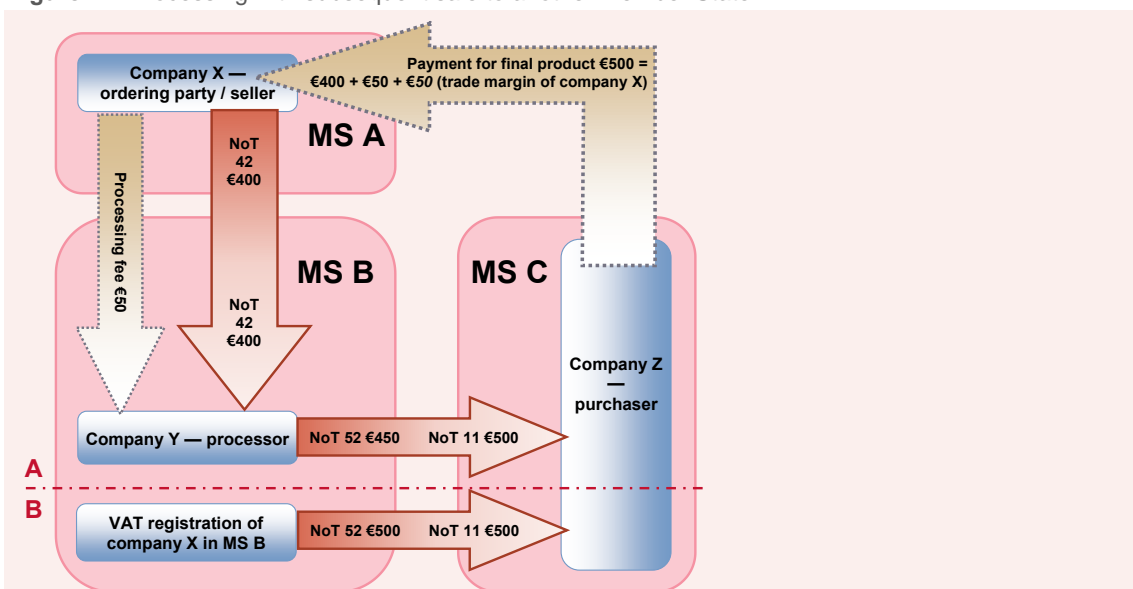 Company X —
ordering party / seller
Payment for final product €500 =
€400 + €50 + €50 (trade margin of company X)
MS A
NoT
42
€400
Processing fee €50
MS B
MS C
NoT
42
€400
Company Z
—
purchaser
Company Y — processor
NoT 52 €450
NoT 11 €500
A
B
VAT registration of
company X in MS B
NoT 52 €500
NoT 11 €500